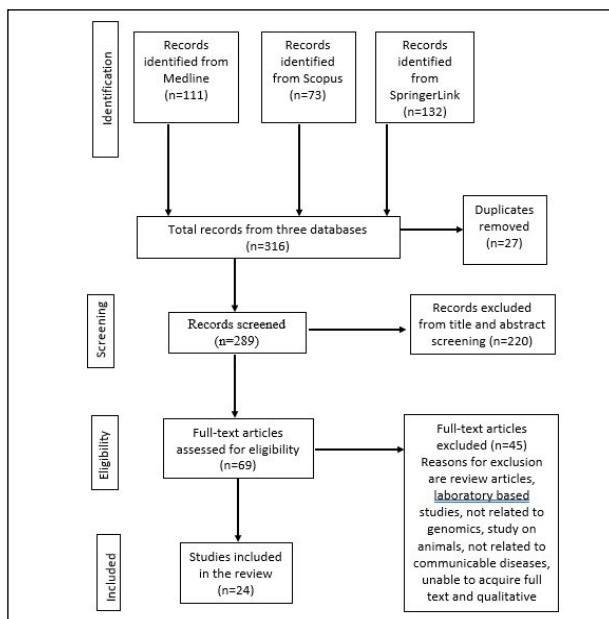 Identification
Records
identified from
Medline
(n=111)
Records
identified
from Scopus
(n=73)
Records
identified
from
SpringerLink
(n=132)
Total records from three databases
(n=316)
Duplicates
removed
(n=27)
Screening
Records screened
(n=289)
Records excluded
from title and abstract
screening (n=220)
Eligibility
Full-text articles
assessed for eligibility
(n=69)
Full-text articles
excluded (n=45)
Reasons for exclusion
are review articles,
laboratory based
studies, not related to
genomics, study on
animals, not related to
communicable diseases,
unable to acquire full
text and qualitative
Included
Studies included
in the review
(n=24)